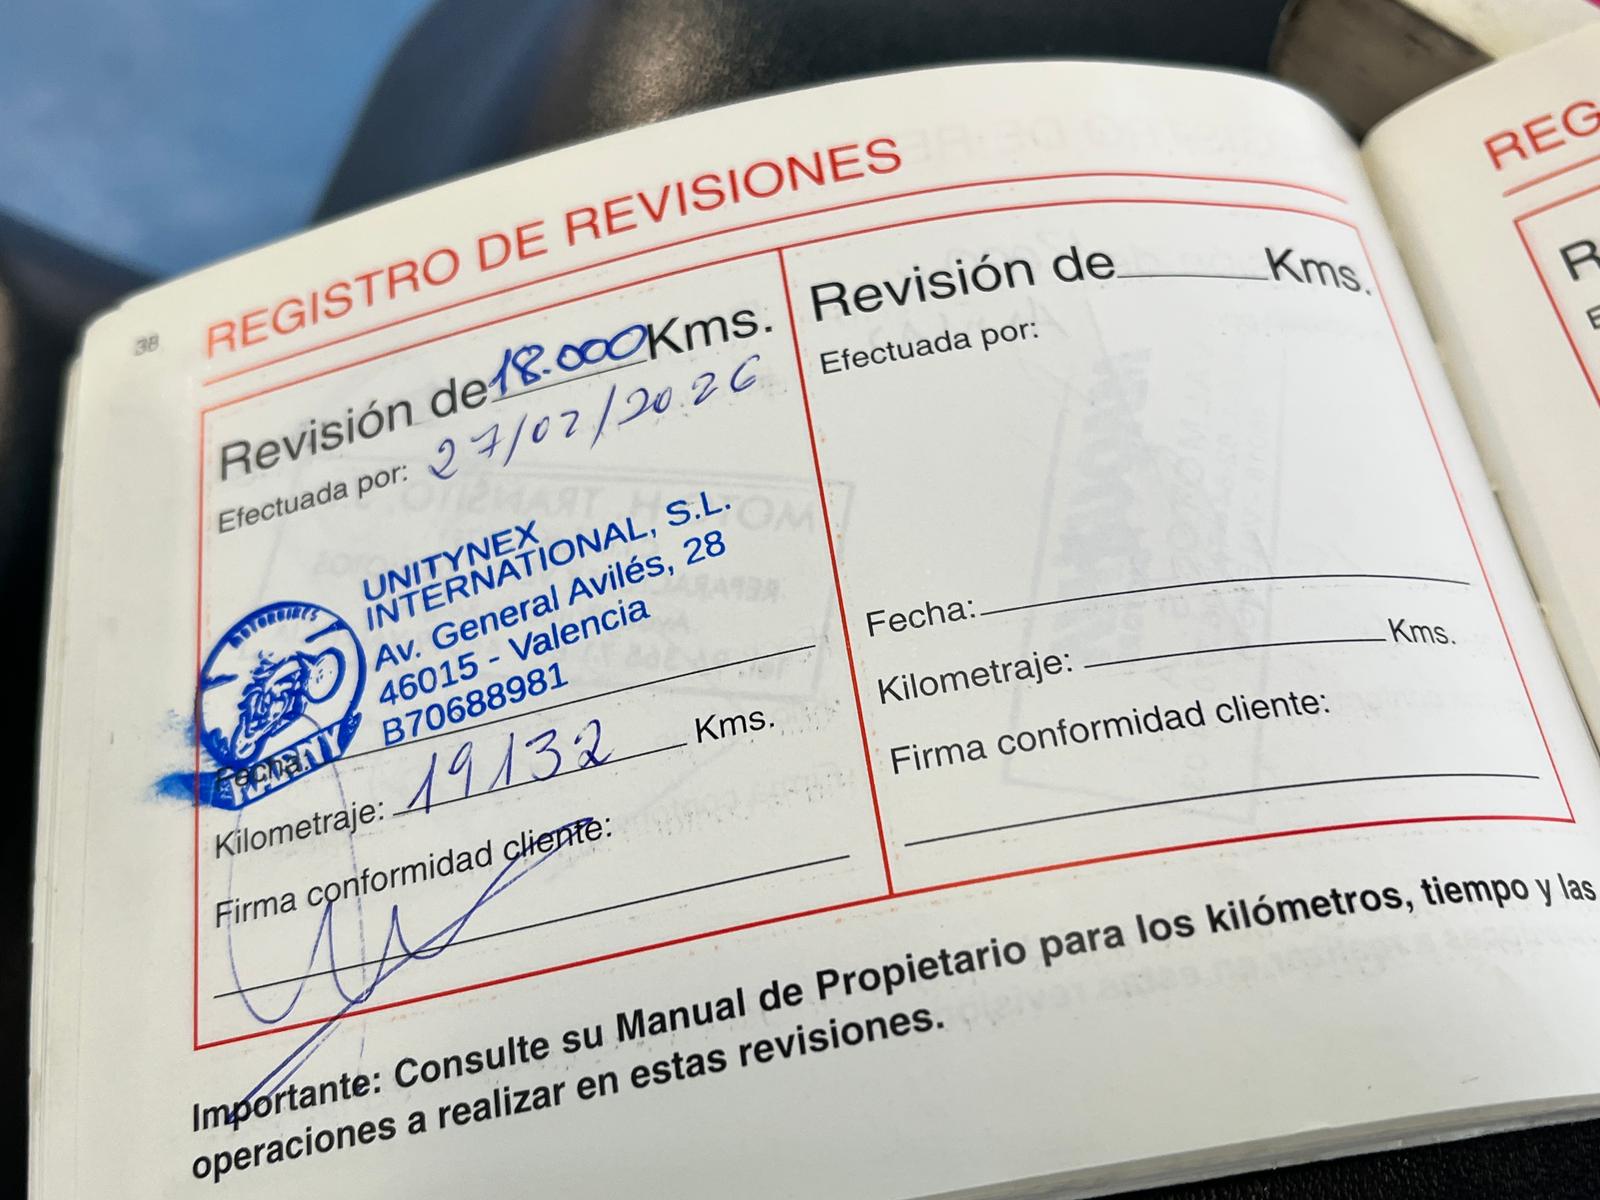 38
REGISTRO DE REVISIONES
Revisión de 18.000 Kms.
Efectuada por: 27/02/2026
UNITYNEX
INTERNATIONAL, S.L.
Av. General Avilés, 28
46015 - Valencia
B70688981
Fecha:
Kilometraje: 19132 Kms.
Firma conformidad cliente:
Revisión de Kms.
Efectuada por:
Fecha:
Kilometraje: Kms.
Firma conformidad cliente:
Importante: Consulte su Manual de Propietario para los kilómetros, tiempo y las
operaciones a realizar en estas revisiones.
REG